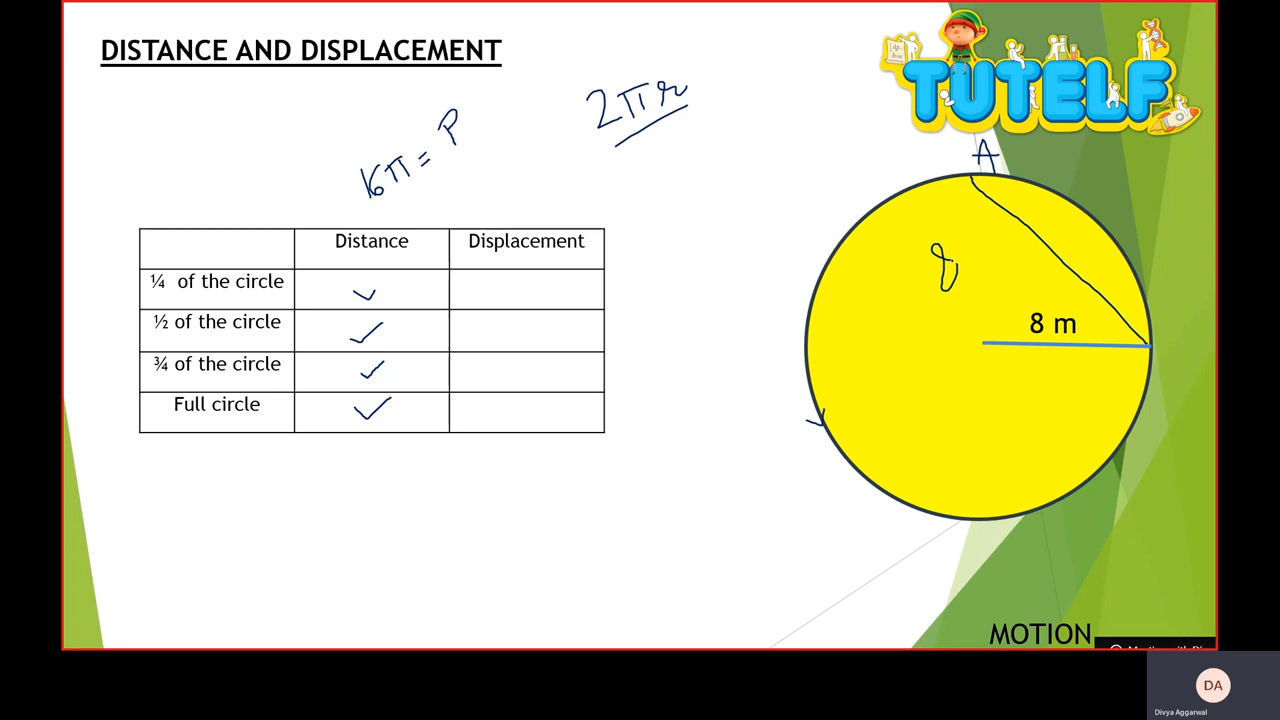 DISTANCE AND DISPLACEMENT
TUTELF
2πr
16π = P
A
Distance Displacement
¼ of the circle
½ of the circle
¾ of the circle
Full circle
8
8 m
MOTION
DA
Divya Aggarwal